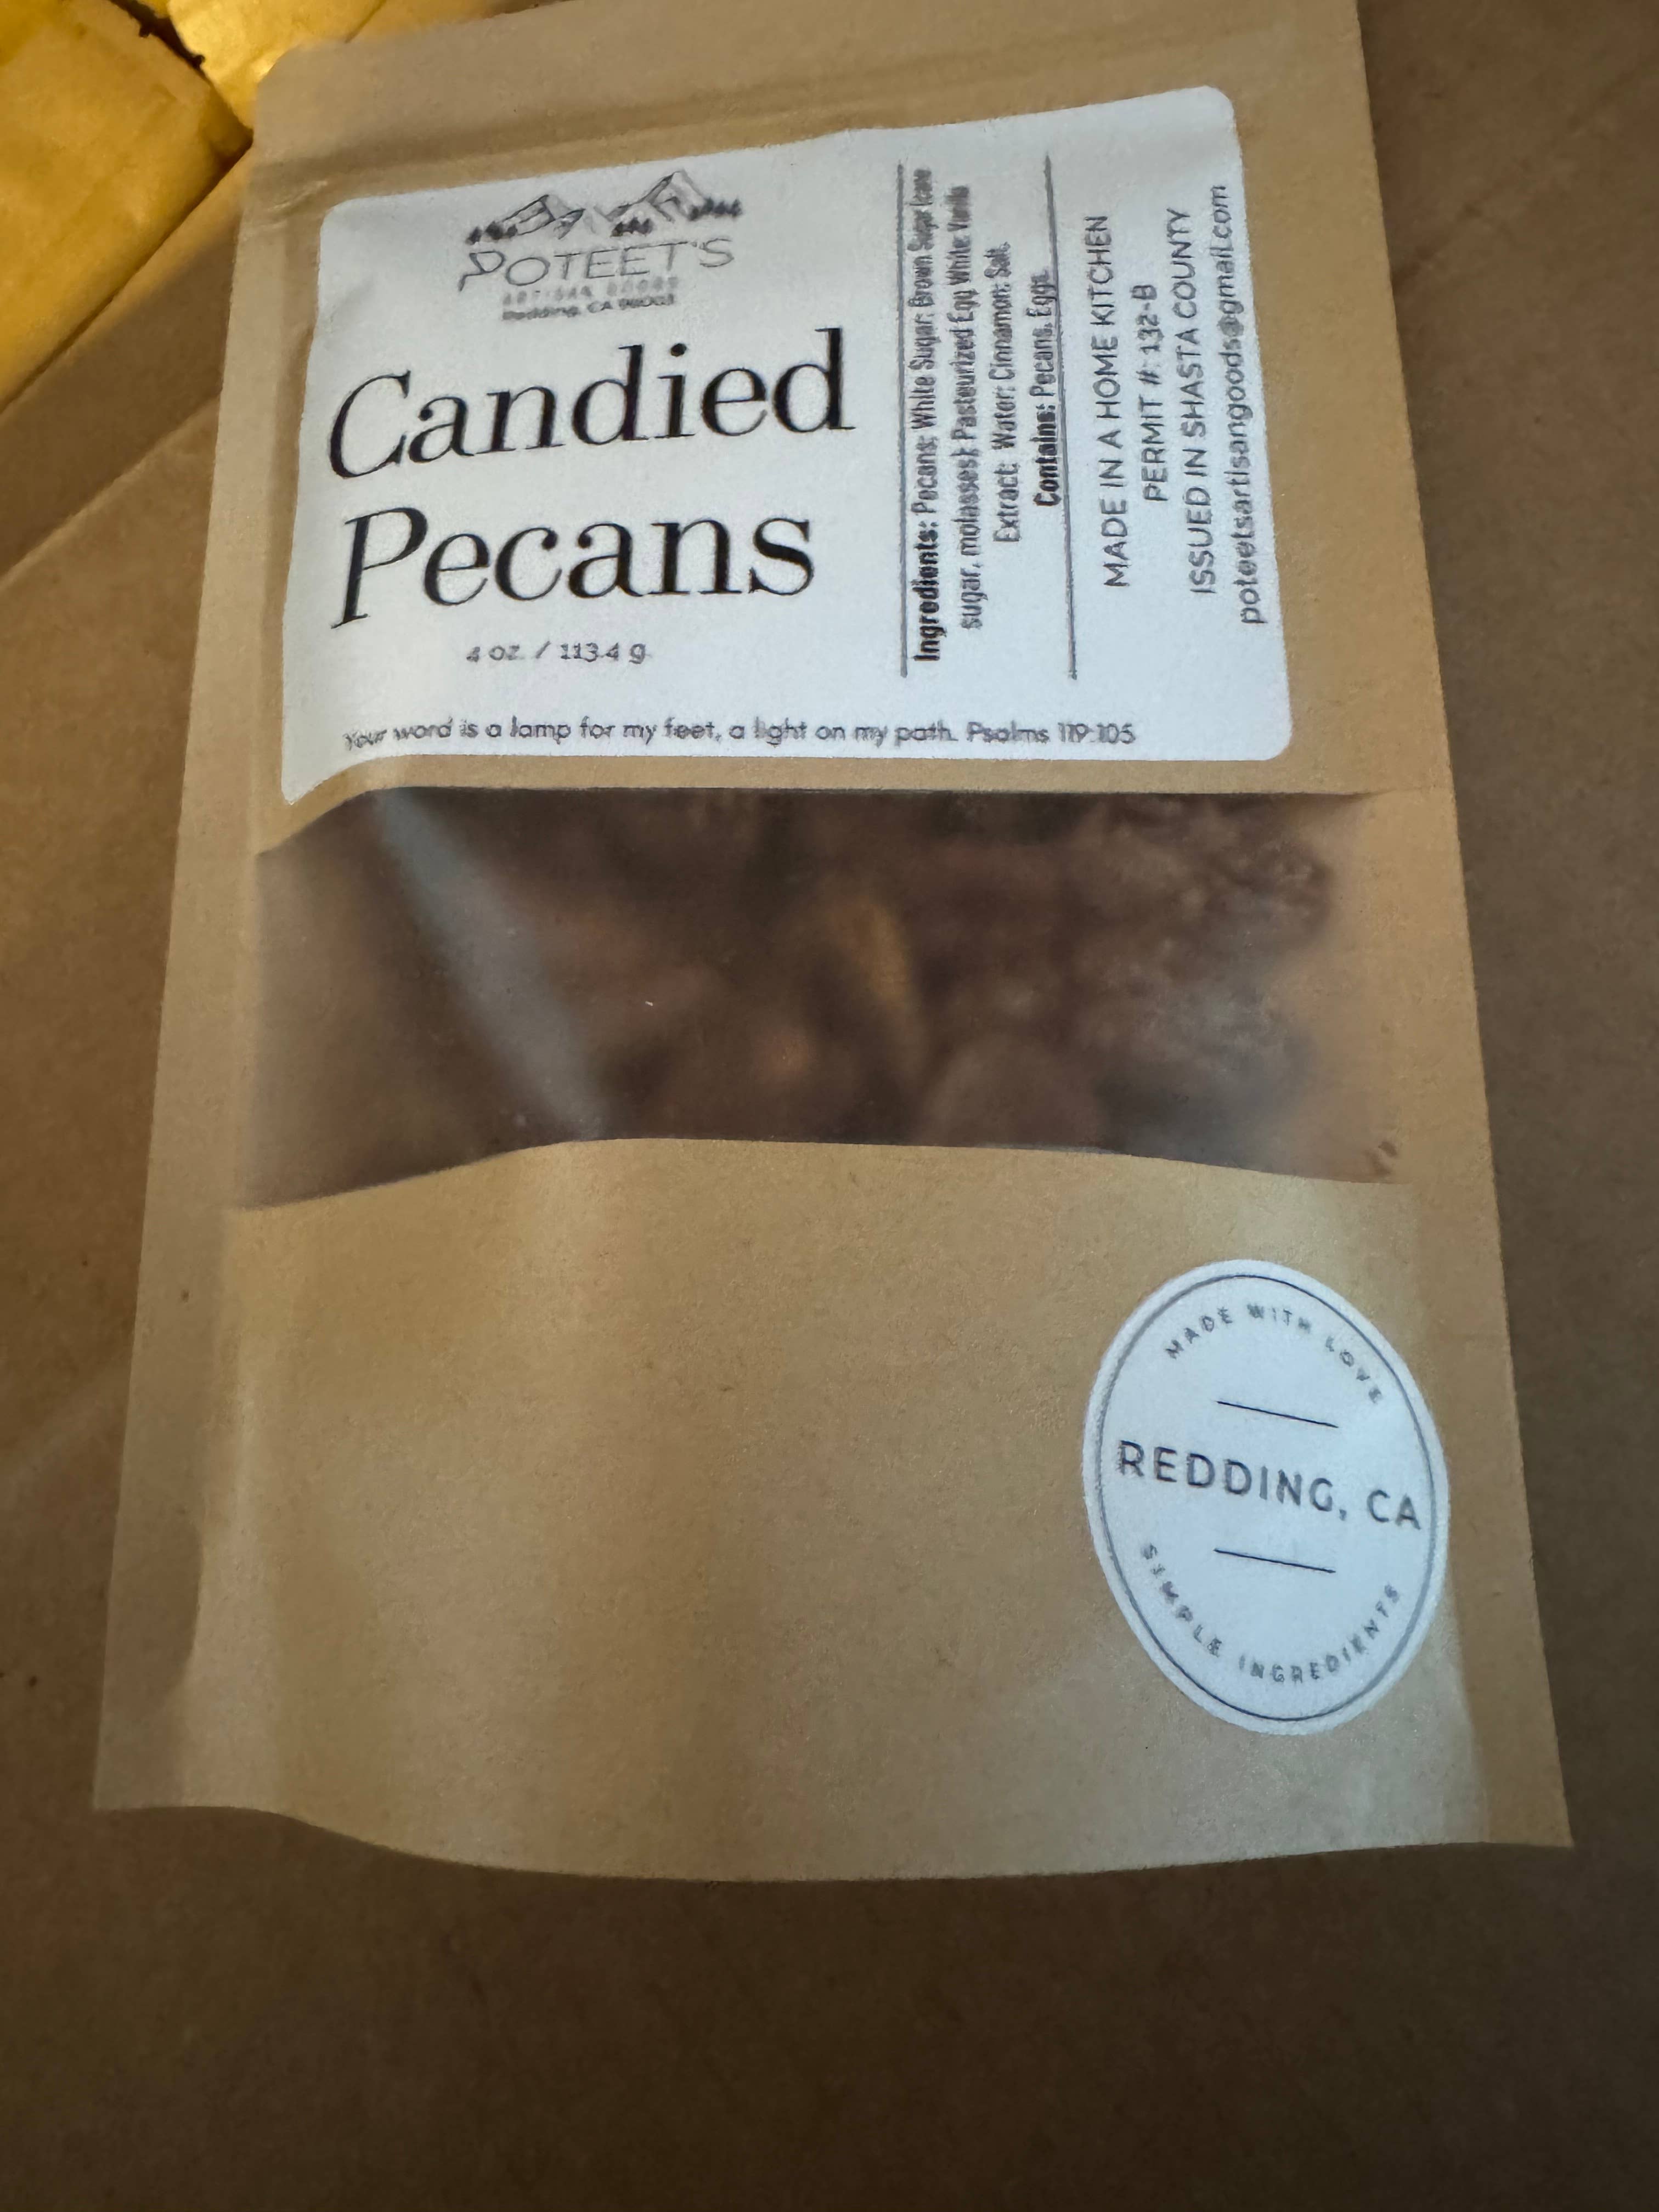 POTEET'S
ARTISAN GOODS
Redding, CA 96003
Candied
Pecans
4 oz. / 113.4 g
Your word is a lamp for my feet, a light on my path. Psalms 119:105
Ingredients: Pecans; White Sugar; Brown Sugar (cane
sugar, molasses); Pasteurized Egg White; Vanilla
Extract; Water; Cinnamon; Salt.
Contains: Pecans, Eggs.
MADE IN A HOME KITCHEN
PERMIT #: 132-B
ISSUED IN SHASTA COUNTY
poteetsartisangoods@gmail.com
MADE WITH LOVE
REDDING, CA
SIMPLE INGREDIENTS